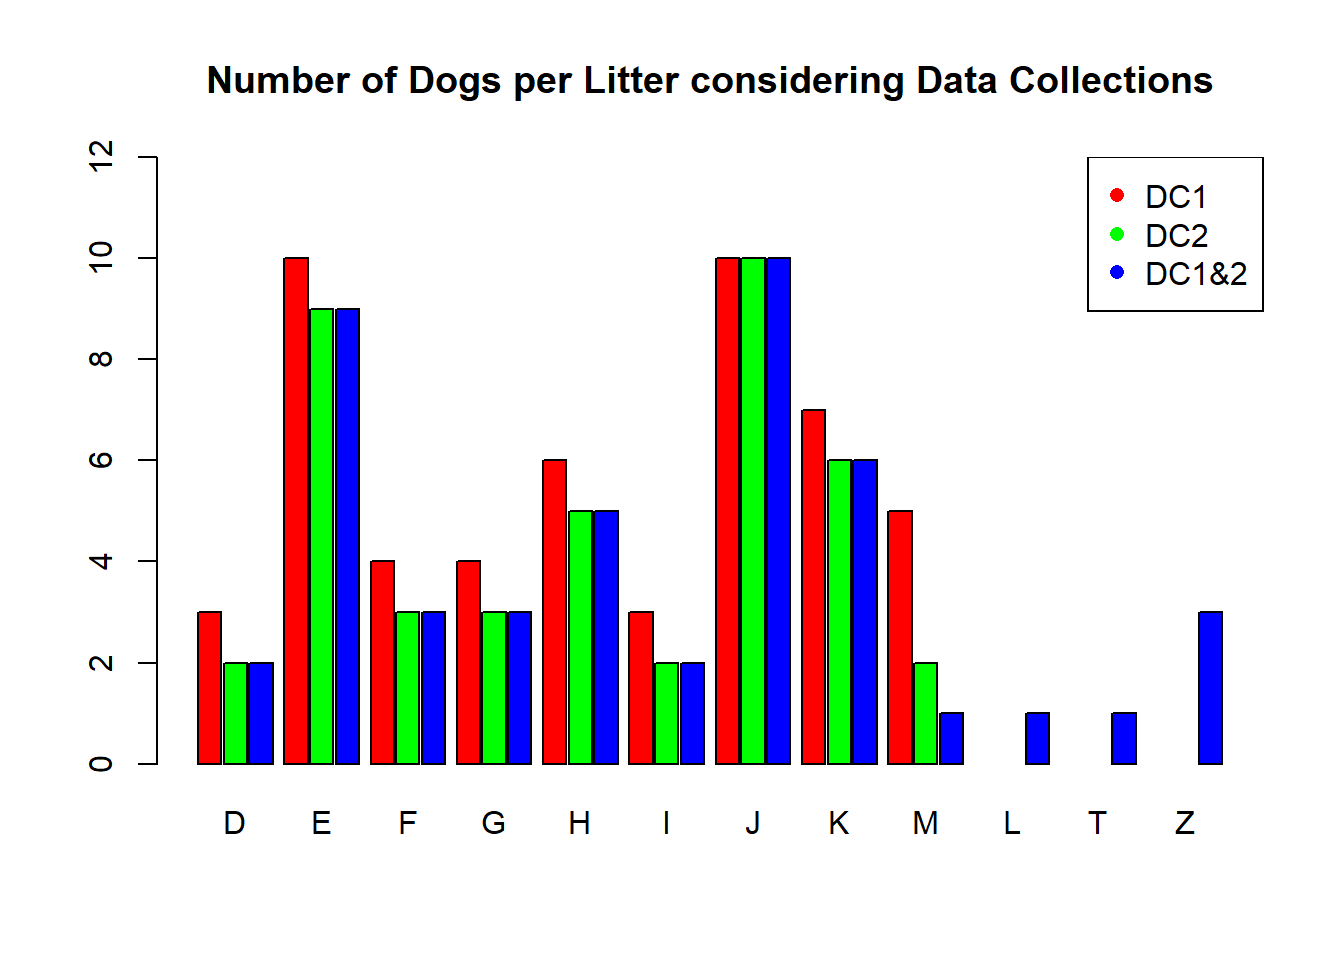 Number of Dogs per Litter considering Data Collections
12
10
8
6
4
2
0
DC1
DC2
DC1&2
D E F G H I J K M L T Z